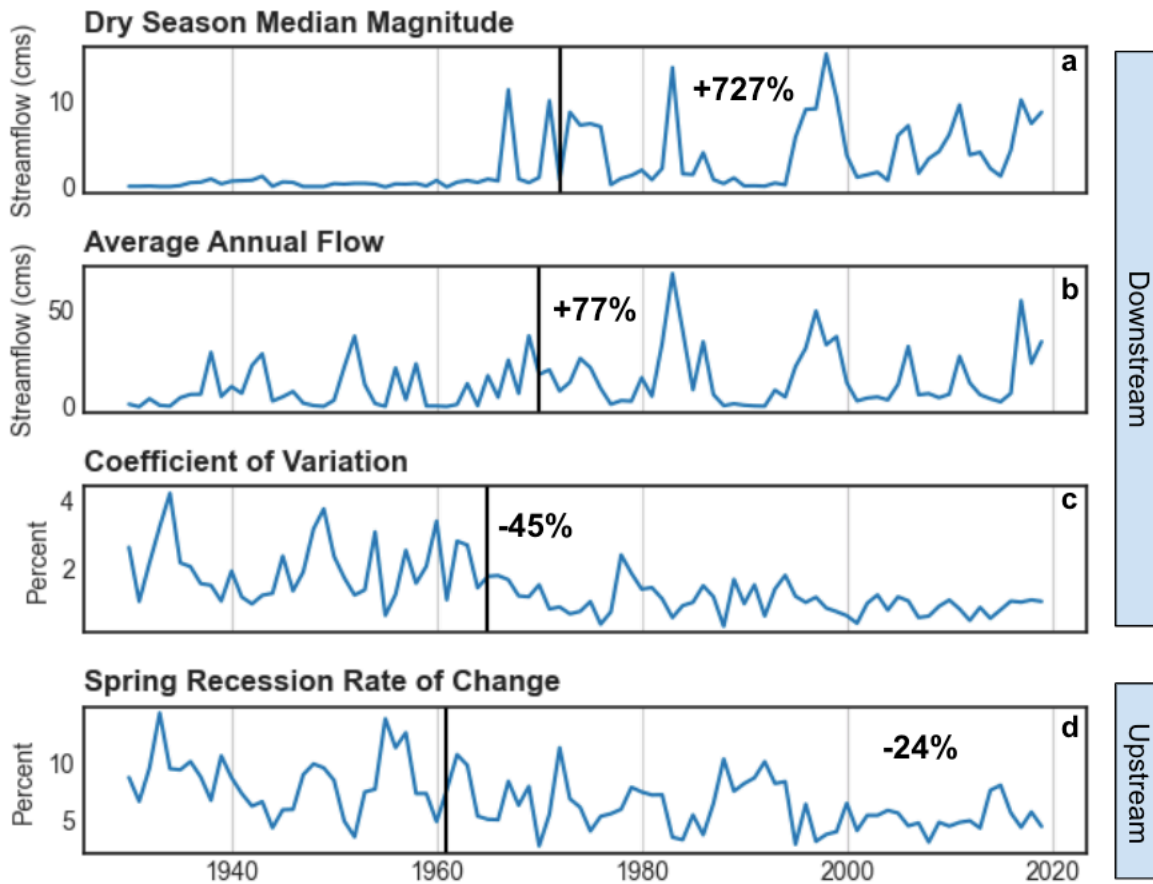 Dry Season Median Magnitude
Streamflow (cms)
10
0
+727%
a
Average Annual Flow
Streamflow (cms)
50
0
+77%
b
Coefficient of Variation
Percent
4
2
-45%
c
Downstream
Spring Recession Rate of Change
Percent
10
5
-24%
d
Upstream
1940 1960 1980 2000 2020